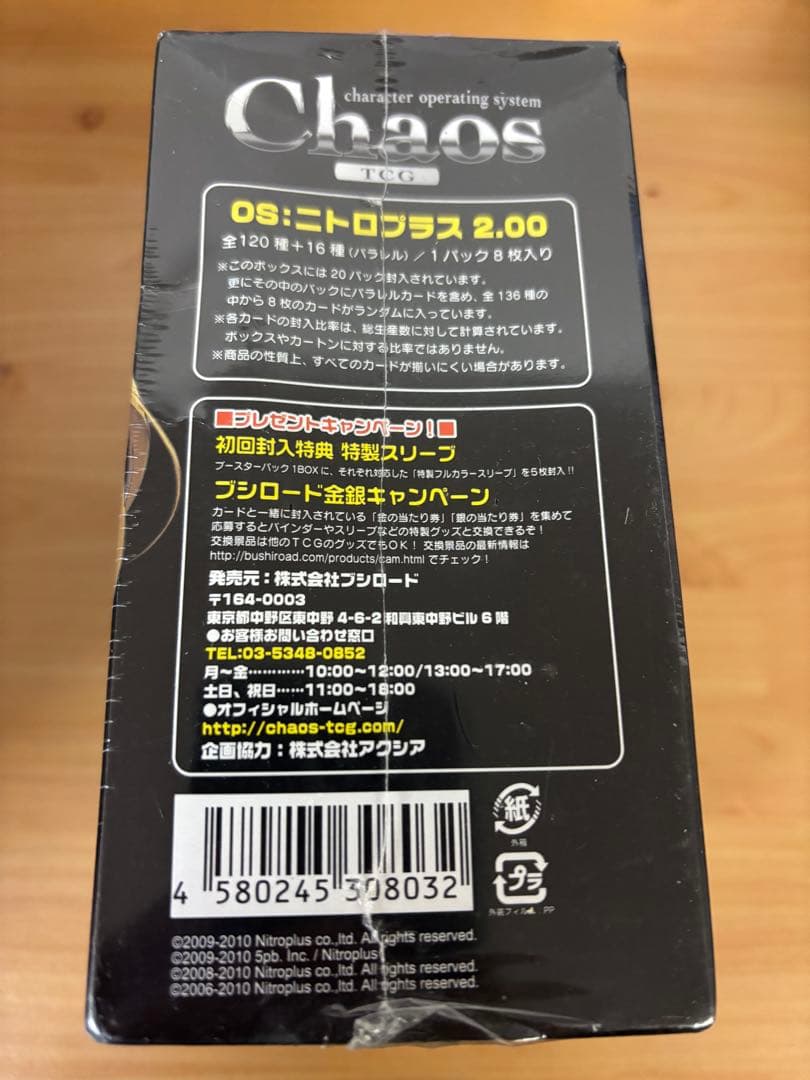 character operating system
Chaos
TCG
OS:ニトロプラス 2.00
全120種+16種(パラレル)/1パック8枚入り
※このボックスには20パック封入されています。
更にその中のパックにパラレルカードを含め、全136種の
中から8枚のカードがランダムに入っています。
※各カードの封入比率は、総生産数に対して計算されています。
ボックスやカートンに対する比率ではありません。
※商品の性質上、すべてのカードが揃いにくい場合があります。
■プレゼントキャンペーン!■
初回封入特典 特製スリーブ
ブースターパック1BOXに、それぞれ対応した「特製フルカラースリーブ」を5枚封入!!
ブシロード金銀キャンペーン
カードと一緒に封入されている「金の当たり券」「銀の当たり券」を集めて
応募するとバインダーやスリーブなどの特製グッズと交換できるぞ!
交換景品は他のTCGのグッズでもOK! 交換景品の最新情報は
http://bushiroad.com/products/cam.html でチェック!
発売元:株式会社ブシロード
〒164-0003
東京都中野区東中野4-6-2 和真東中野ビル6階
●お客様お問い合わせ窓口
TEL:03-5348-0852
月~金…………10:00~12:00/13:00~17:00
土日、祝日……11:00~18:00
●オフィシャルホームページ
http://chaos-tcg.com/
企画協力:株式会社アクシア
紙
外箱
プラ
外装フィルム PP
4 580245 308032
©2009-2010 Nitroplus co.,ltd. All rights reserved.
©2009-2010 5pb. Inc. / Nitroplus
©2008-2010 Nitroplus co.,ltd. All rights reserved.
©2006-2010 Nitroplus co.,ltd. All rights reserved.